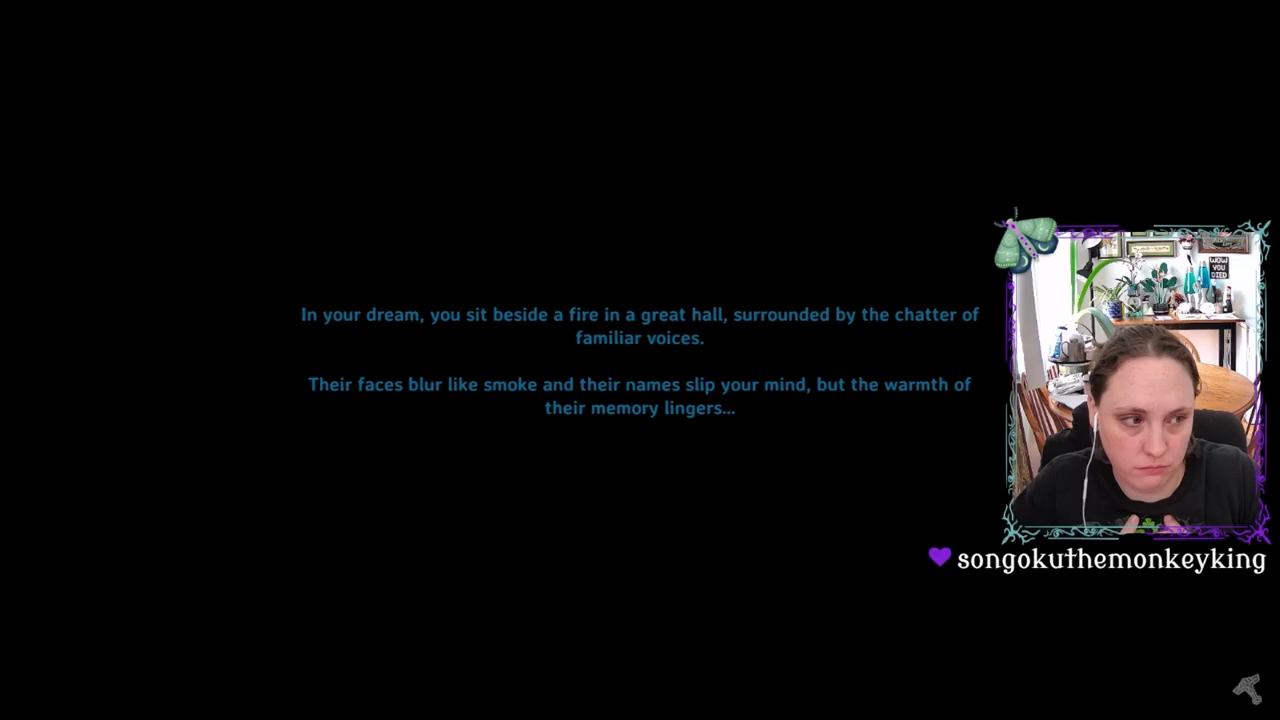 In your dream, you sit beside a fire in a great hall, surrounded by the chatter of
familiar voices.
Their faces blur like smoke and their names slip your mind, but the warmth of
their memory lingers...
WOW
YOU
DIED
songokuthemonkeyking